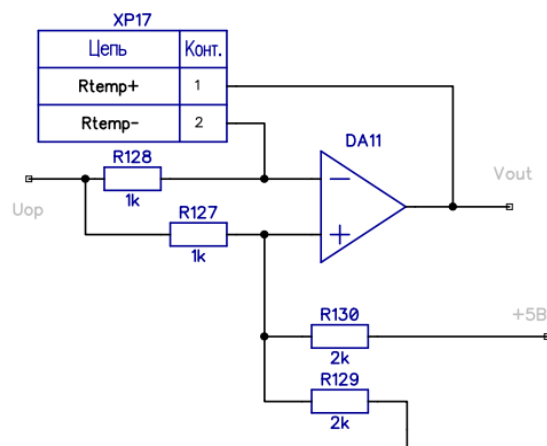 XP17
Цепь Конт.
Rtemp+ 1
Rtemp- 2
DA11
R128
1k
Uop
R127
1k
Vout
R130
2k
+5В
R129
2k